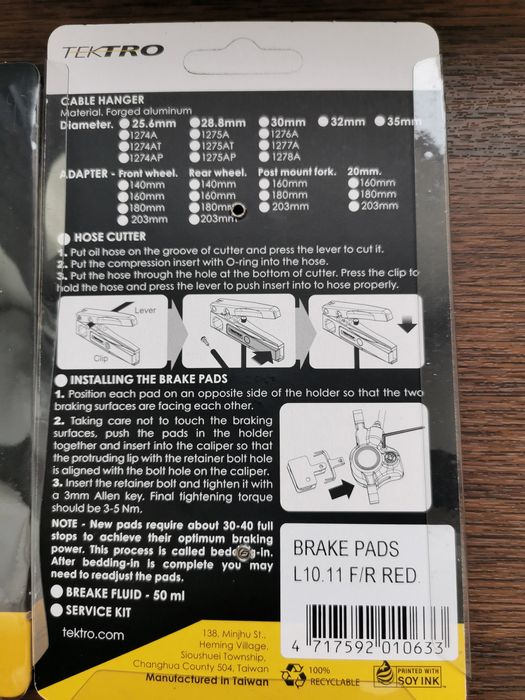 TEKTRO
CABLE HANGER
Material. Forged aluminum
Diameter. 25.6mm 28.8mm 30mm 32mm 35mm
1274A 1275A 1276A
1274AT 1275AT 1277A
1274AP 1275AP 1278A
ADAPTER - Front wheel. Rear wheel. Post mount fork. 20mm.
140mm 140mm 160mm 160mm
160mm 160mm 180mm 180mm
180mm 180mm 203mm 203mm
203mm 203mm
HOSE CUTTER
1. Put oil hose on the groove of cutter and press the lever to cut it.
2. Put the compression insert with O-ring into the hose.
3. Put the hose through the hole at the bottom of cutter. Press the clip to
hold the hose and press the lever to push insert into to hose properly.
Lever
Clip
INSTALLING THE BRAKE PADS
1. Position each pad on an opposite side of the holder so that the two
braking surfaces are facing each other.
2. Taking care not to touch the braking
surfaces, push the pads in the holder
together and insert into the caliper so that
the protruding lip with the retainer bolt hole
is aligned with the bolt hole on the caliper.
3. Insert the retainer bolt and tighten it with
a 3mm Allen key. Final tightening torque
should be 3-5 Nm.
NOTE - New pads require about 30-40 full
stops to achieve their optimum braking
power. This process is called bedding-in.
After bedding-in is complete you may
need to readjust the pads.
BREAKE FLUID - 50 ml
SERVICE KIT
tektro.com
138, Minjhu St.,
Heming Village,
Sioushuei Township,
Changhua County 504, Taiwan
Manufactured in Taiwan
BRAKE PADS
L10.11 F/R RED.
4 717592 010633
100%
RECYCLABLE
PRINTED WITH
SOY INK